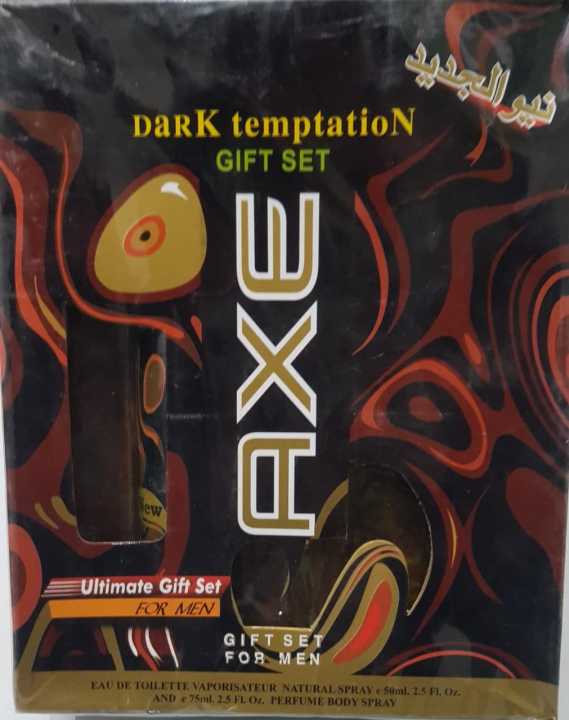 نيو الجديد
DaRK temptatioN
GIFT SET
AXE
New
Ultimate Gift Set
FOR MEN
GIFT SET
FOR MEN
EAU DE TOILETTE VAPORISATEUR NATURAL SPRAY e 50ml. 2.5 Fl. Oz.
AND e 75ml. 2.5 Fl. Oz. PERFUME BODY SPRAY